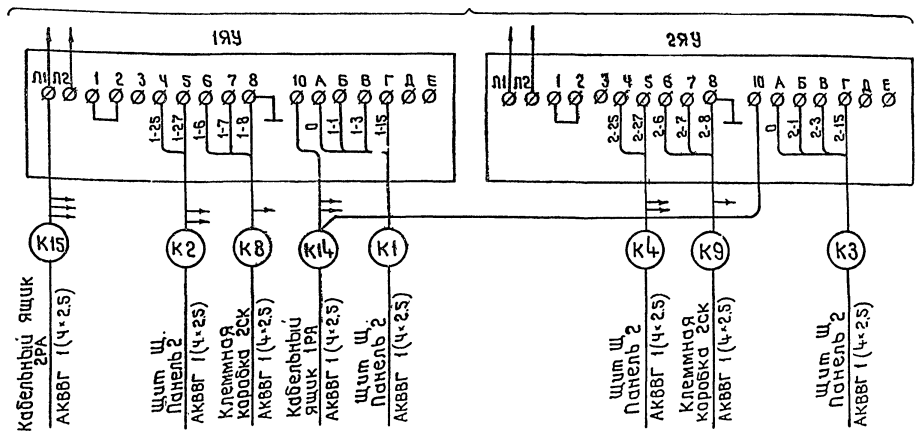 1ЯУ 2ЯУ
Л1 Л2 1 2 3 4 5 6 7 8 10 А Б В Г Д Е
Л1 Л2 1 2 3 4 5 6 7 8 10 А Б В Г Д Е
1-25 1-27 1-6 1-7 1-8 0 1-1 1-3 1-15
2-25 2-27 2-6 2-7 2-8 0 2-1 2-3 2-15
К15 К2 К8 К14 К1 К4 К9 К3
Кабельный ящик
2РА
АКВВГ 1(4×2,5)
Щит Щ.
Панель 2
АКВВГ 1(4×2,5)
Клеммная
коробка 2СК
АКВВГ 1(4×2,5)
Кабельный
ящик 1РЯ
АКВВГ 1(4×2,5)
Щит Щ.
Панель 2
АКВВГ 1(4×2,5)
Щит Щ.
Панель 2
АКВВГ 1(4×2,5)
Клеммная
коробка 2СК
АКВВГ 1(4×2,5)
Щит Щ.
Панель 2
АКВВГ 1(4×2,5)